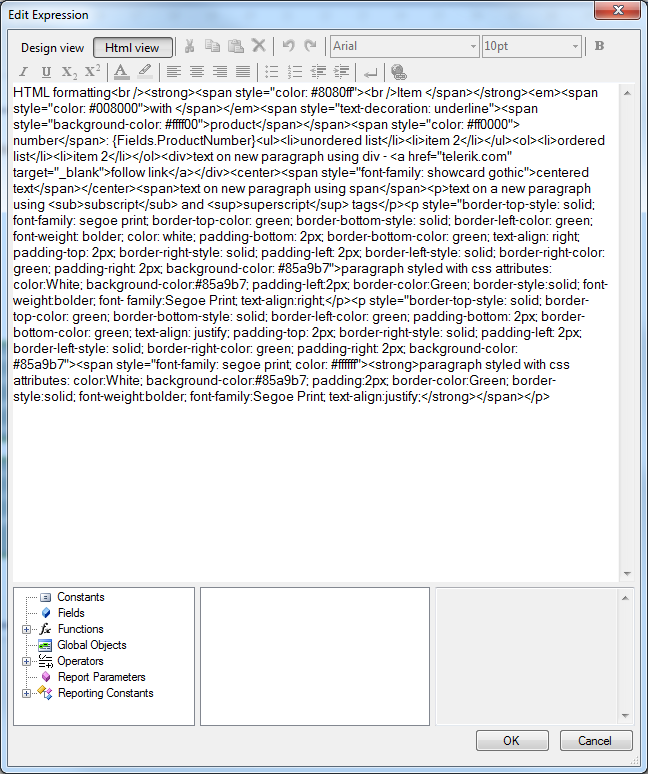 Edit Expression
Design view Html view Arial 10pt B
I U X2 X2 A
HTML formatting<br /><strong><span style="color: #8080ff"><br />Item </span></strong><em><span
style="color: #008000">with </span></em><span style="text-decoration: underline"><span
style="background-color: #ffff00">product</span></span><span style="color: #ff0000">
number</span>: {Fields.ProductNumber}<ul><li>unordered list</li><li>item 2</li></ul><ol><li>ordered
list</li><li>item 2</li></ol><div>text on new paragraph using div - <a href="telerik.com"
target="_blank">follow link</a></div><center><span style="font-family: showcard gothic">centered
text</span></center><span>text on new paragraph using span</span><p>text on a new paragraph
using <sub>subscript</sub> and <sup>superscript</sup> tags</p><p style="border-top-style: solid;
font-family: segoe print; border-top-color: green; border-bottom-style: solid; border-left-color: green;
font-weight: bolder; color: white; padding-bottom: 2px; border-bottom-color: green; text-align: right;
padding-top: 2px; border-right-style: solid; padding-left: 2px; border-left-style: solid; border-right-color:
green; padding-right: 2px; background-color: #85a9b7">paragraph styled with css attributes:
color:White; background-color:#85a9b7; padding-left:2px; border-color:Green; border-style:solid; font-
weight:bolder; font- family:Segoe Print; text-align:right;</p><p style="border-top-style: solid; border-
top-color: green; border-bottom-style: solid; border-left-color: green; padding-bottom: 2px; border-
bottom-color: green; text-align: justify; padding-top: 2px; border-right-style: solid; padding-left: 2px;
border-left-style: solid; border-right-color: green; padding-right: 2px; background-color:
#85a9b7"><span style="font-family: segoe print; color: #ffffff"><strong>paragraph styled with css
attributes: color:White; background-color:#85a9b7; padding:2px; border-color:Green; border-
style:solid; font-weight:bolder; font-family:Segoe Print; text-align:justify;</strong></span></p>
Constants
Fields
fx Functions
Global Objects
Operators
Report Parameters
Reporting Constants
OK Cancel